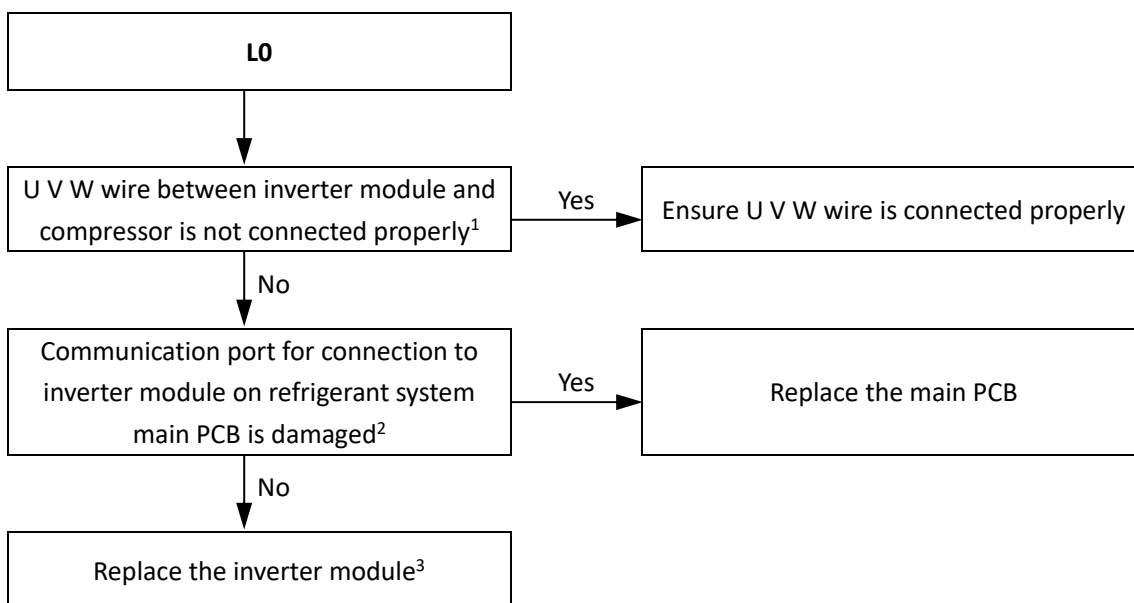 L0
U V W wire between inverter module and
compressor is not connected properly¹
Yes
Ensure U V W wire is connected properly
No
Communication port for connection to
inverter module on refrigerant system
main PCB is damaged²
Yes
Replace the main PCB
No
Replace the inverter module³